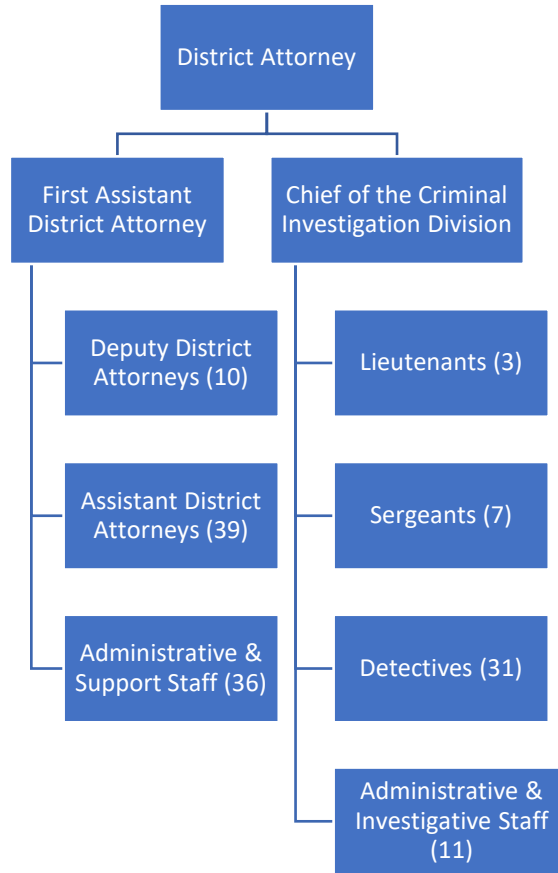 District Attorney
First Assistant
District Attorney
Chief of the Criminal
Investigation Division
Deputy District
Attorneys (10)
Lieutenants (3)
Assistant District
Attorneys (39)
Sergeants (7)
Administrative &
Support Staff (36)
Detectives (31)
Administrative &
Investigative Staff
(11)